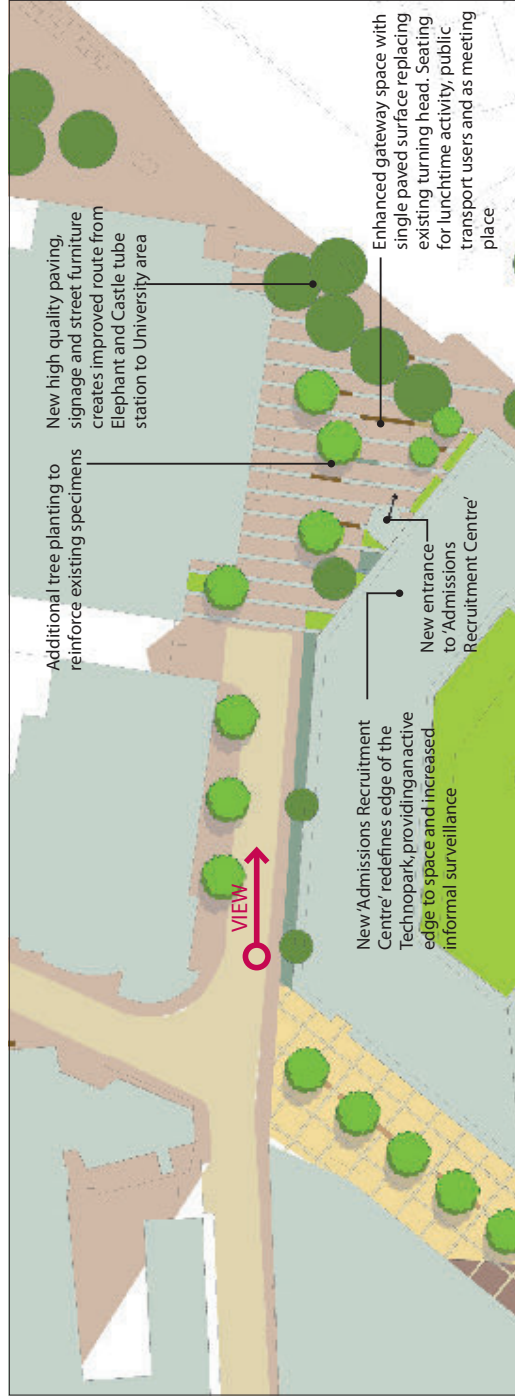 Additional tree planting to
reinforce existing specimens
New high quality paving,
signage and street furniture
creates improved route from
Elephant and Castle tube
station to University area
VIEW
New ‘Admissions Recruitment
Centre’ redefines edge of the
Technopark, providing an active
edge to space and increased
informal surveillance
New entrance
to ‘Admissions
Recruitment Centre’
Enhanced gateway space with
single paved surface replacing
existing turning head. Seating
for lunchtime activity, public
transport users and as meeting
place